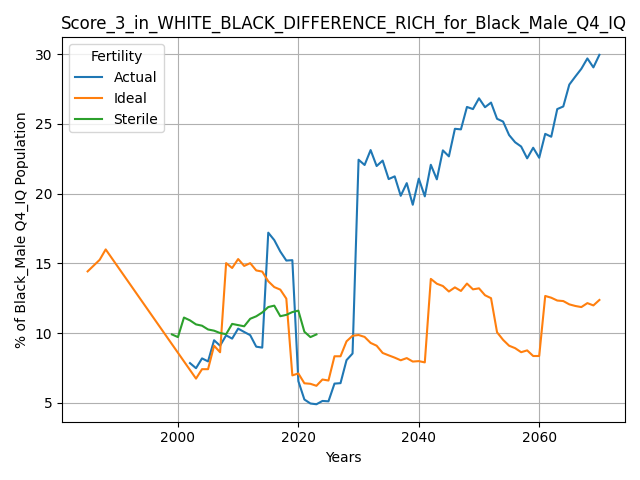 Score_3_in_WHITE_BLACK_DIFFERENCE_RICH_for_Black_Male_Q4_IQ
% of Black_Male Q4_IQ Population
30
25
20
15
10
5
Fertility
Actual
Ideal
Sterile
2000
2020
2040
2060
Years